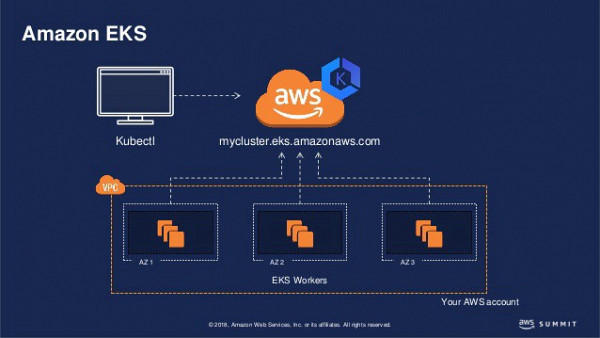 Amazon EKS
K
aws
Kubectl
mycluster.eks.amazonaws.com
VPC
AZ 1
AZ 2
AZ 3
EKS Workers
Your AWS account
© 2018, Amazon Web Services, Inc. or its affiliates. All rights reserved.
aws SUMMIT